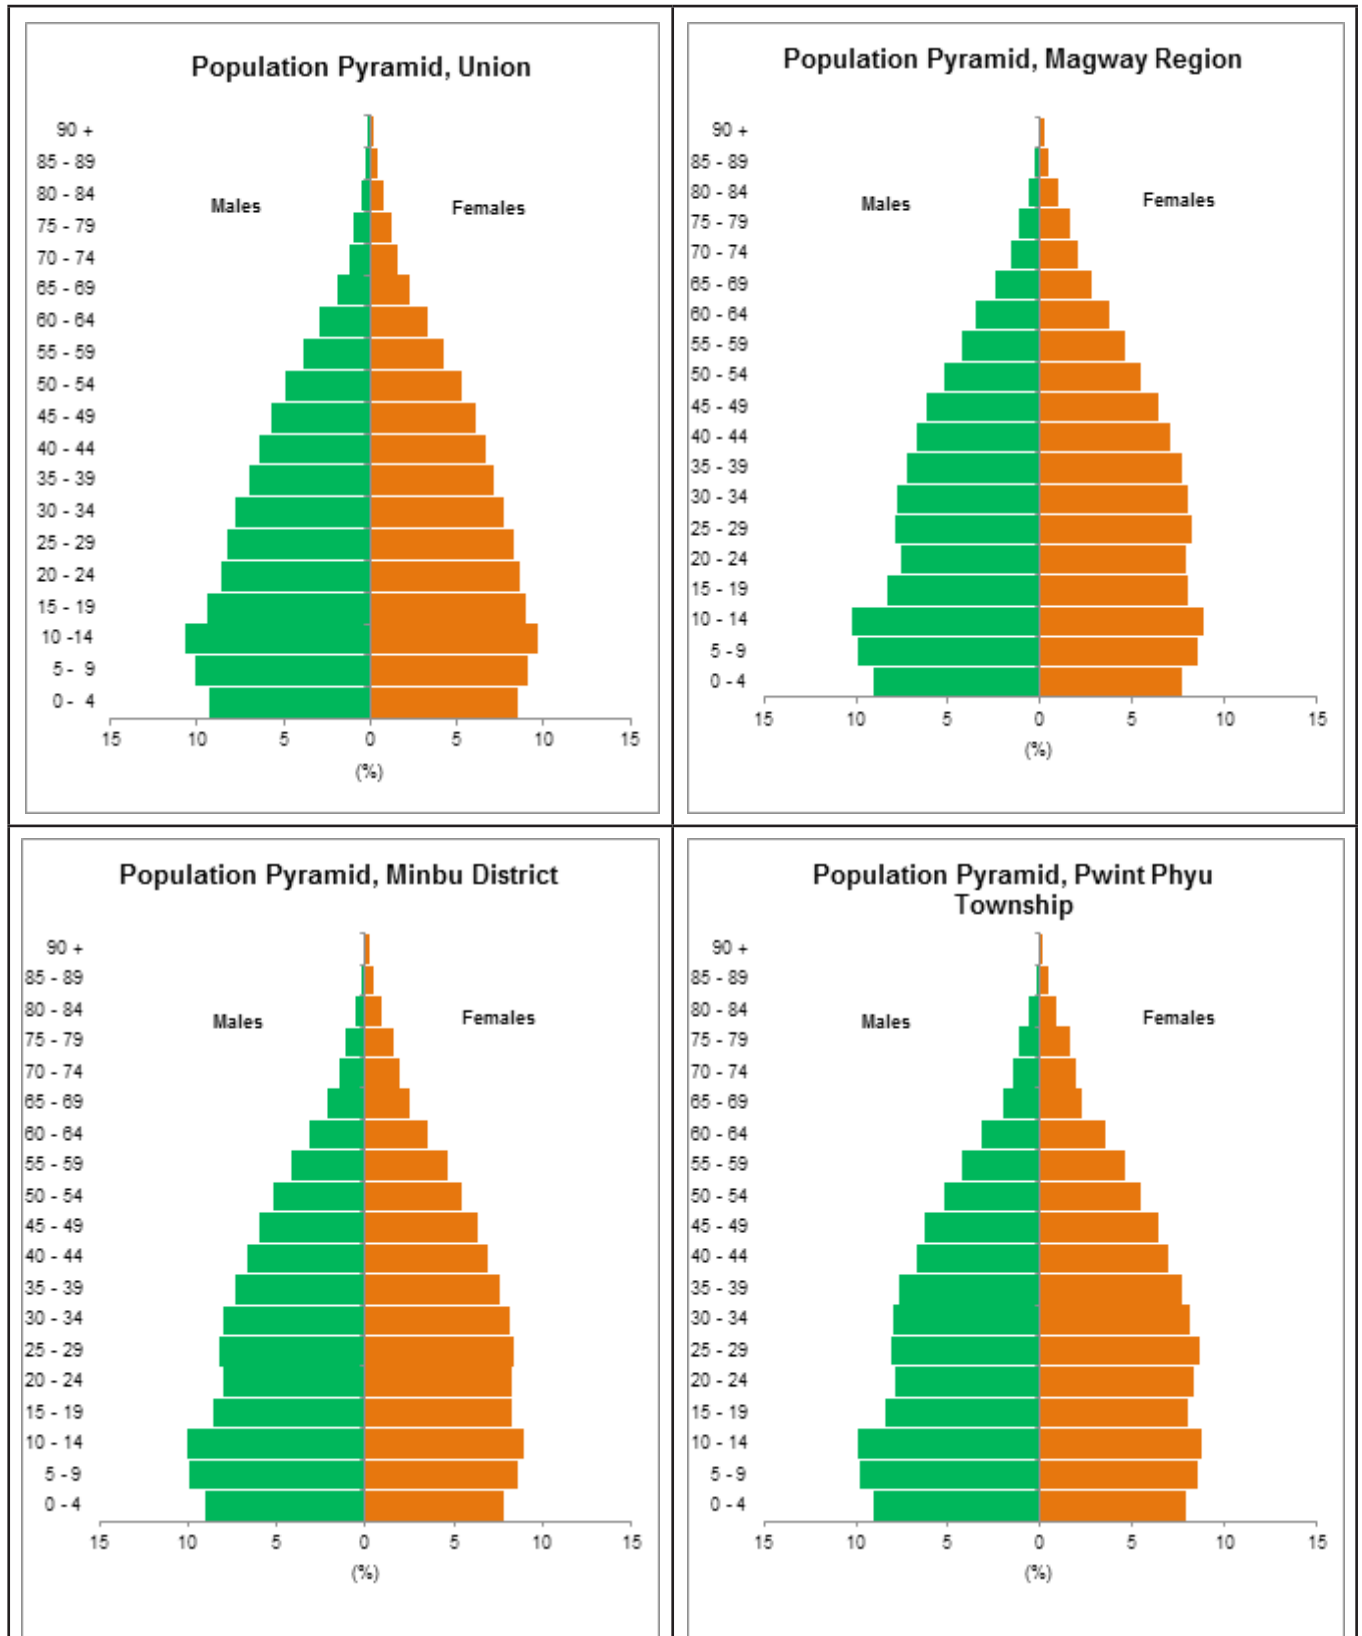 Population Pyramid, Union
90 +
85 - 89
80 - 84
75 - 79
70 - 74
65 - 69
60 - 64
55 - 59
50 - 54
45 - 49
40 - 44
35 - 39
30 - 34
25 - 29
20 - 24
15 - 19
10 -14
5 - 9
0 - 4
Males
Females
15 10 5 0 5 10 15
(%)
Population Pyramid, Magway Region
90 +
85 - 89
80 - 84
75 - 79
70 - 74
65 - 69
60 - 64
55 - 59
50 - 54
45 - 49
40 - 44
35 - 39
30 - 34
25 - 29
20 - 24
15 - 19
10 - 14
5 - 9
0 - 4
Males
Females
15 10 5 0 5 10 15
(%)
Population Pyramid, Minbu District
90 +
85 - 89
80 - 84
75 - 79
70 - 74
65 - 69
60 - 64
55 - 59
50 - 54
45 - 49
40 - 44
35 - 39
30 - 34
25 - 29
20 - 24
15 - 19
10 - 14
5 - 9
0 - 4
Males
Females
15 10 5 0 5 10 15
(%)
Population Pyramid, Pwint Phyu
Township
90 +
85 - 89
80 - 84
75 - 79
70 - 74
65 - 69
60 - 64
55 - 59
50 - 54
45 - 49
40 - 44
35 - 39
30 - 34
25 - 29
20 - 24
15 - 19
10 - 14
5 - 9
0 - 4
Males
Females
15 10 5 0 5 10 15
(%)